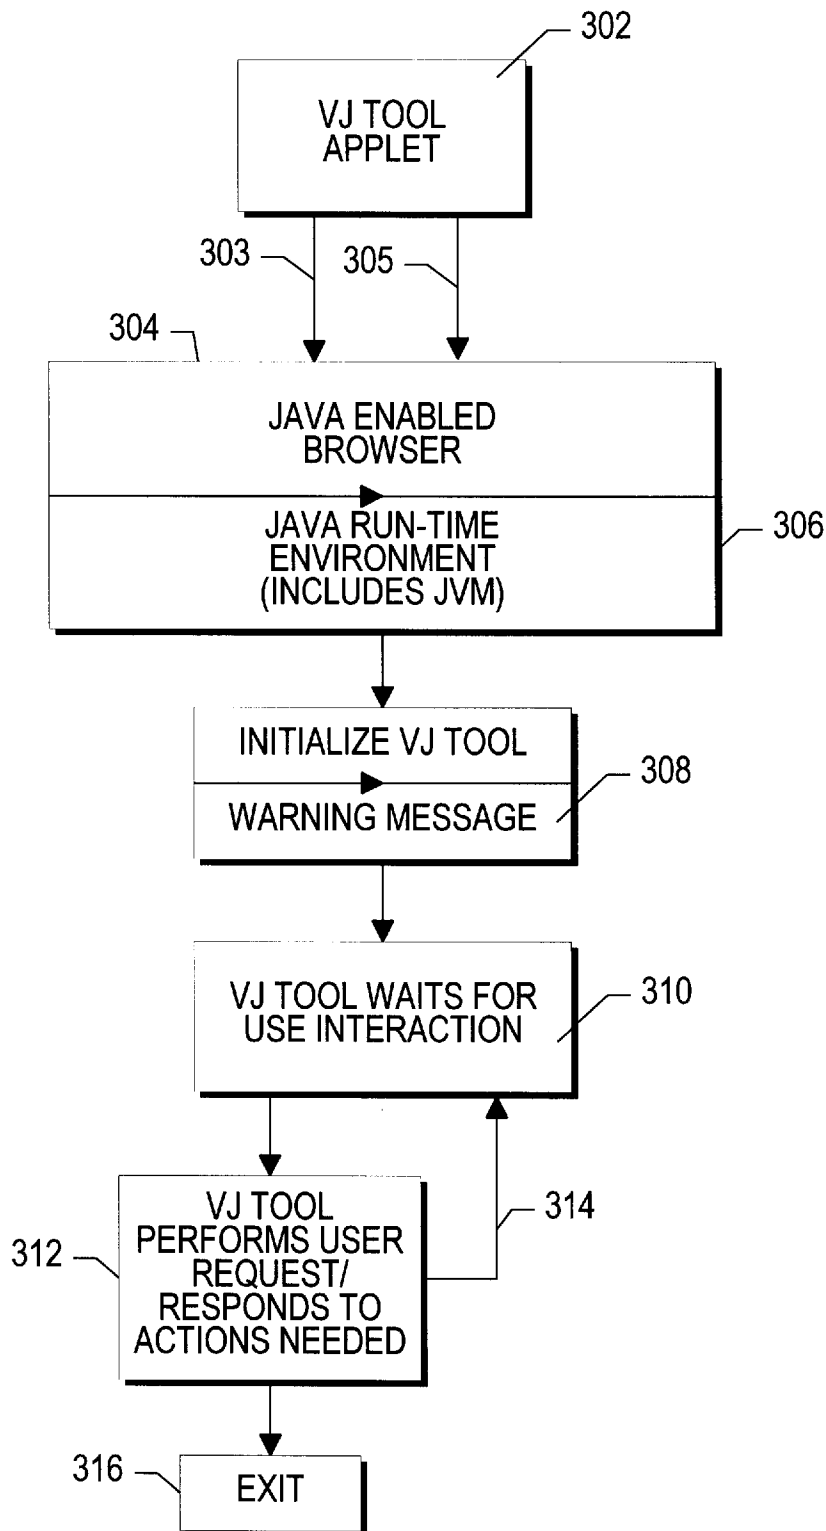 302
VJ TOOL
APPLET
303
305
304
JAVA ENABLED
BROWSER
JAVA RUN-TIME
ENVIRONMENT
(INCLUDES JVM)
306
INITIALIZE VJ TOOL
308
WARNING MESSAGE
VJ TOOL WAITS FOR
USE INTERACTION
310
312
VJ TOOL
PERFORMS USER
REQUEST/
RESPONDS TO
ACTIONS NEEDED
314
316
EXIT